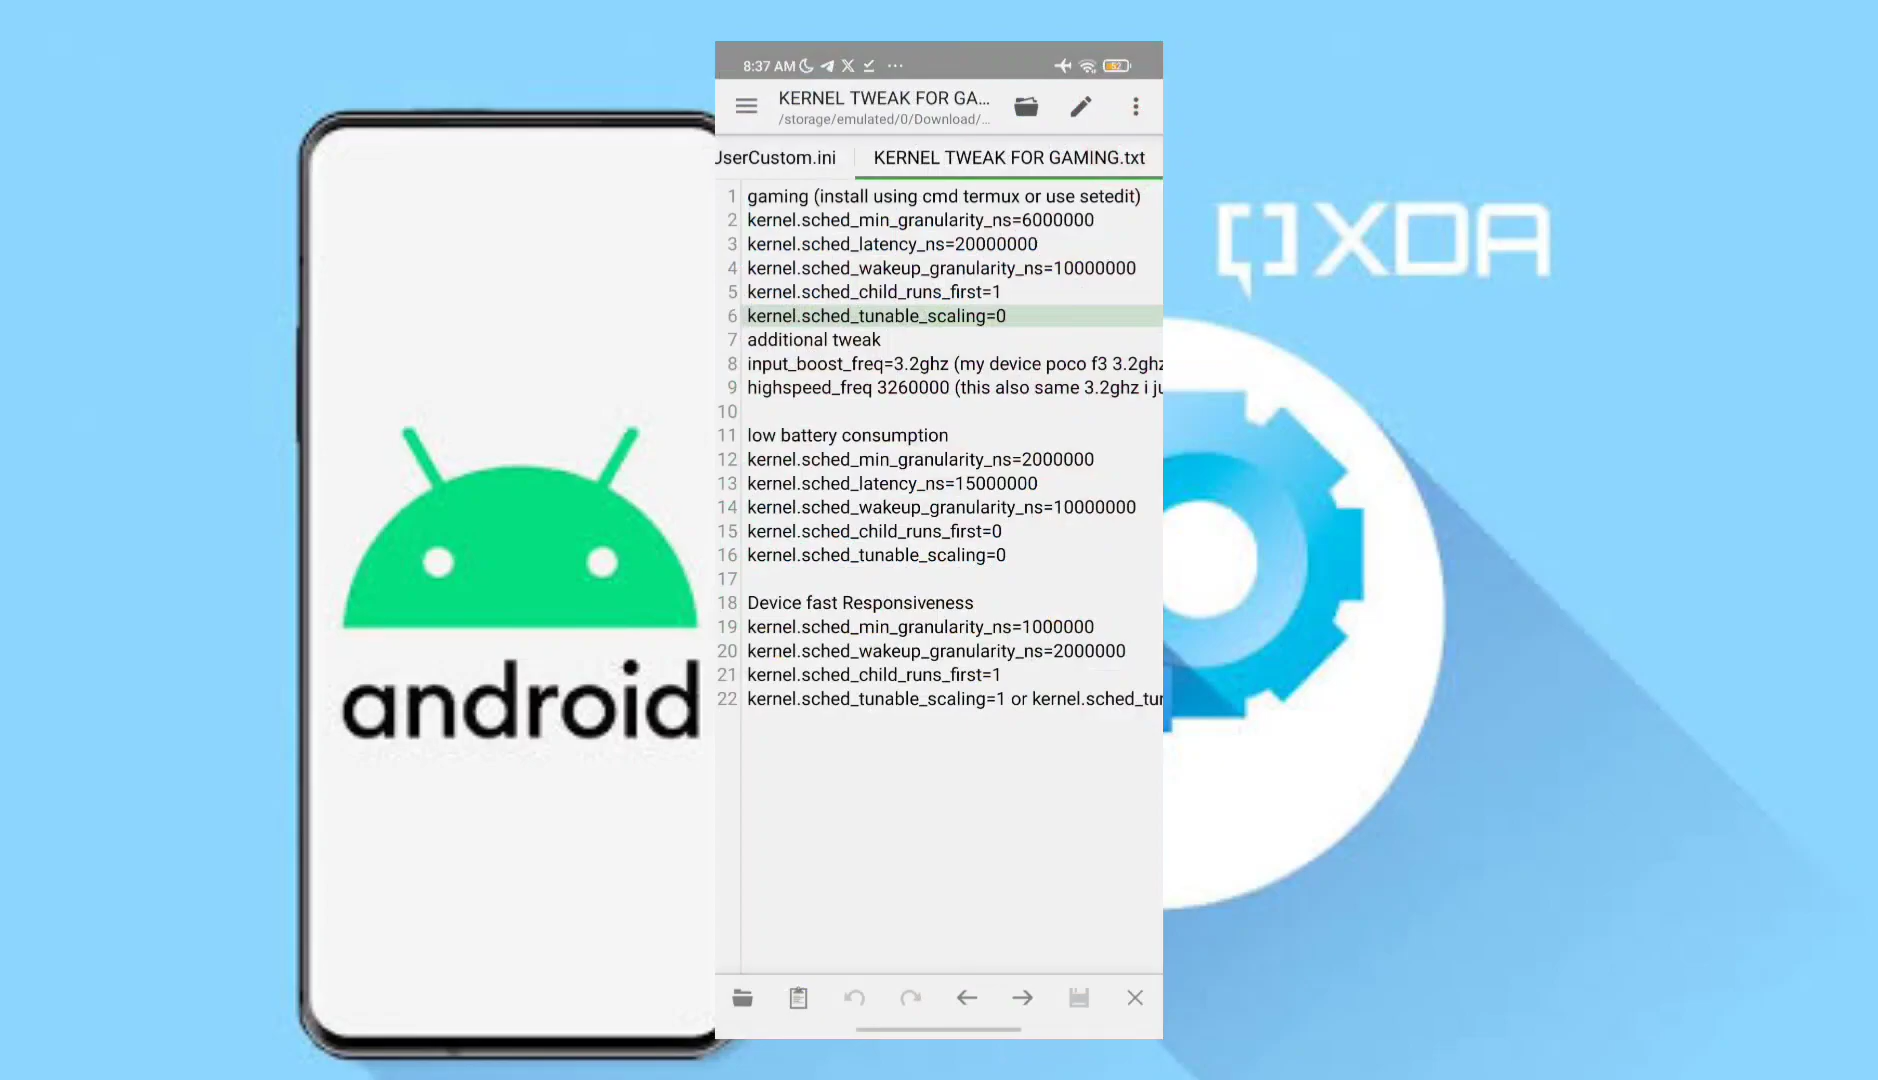 8:37 AM
52
KERNEL TWEAK FOR GA...
/storage/emulated/0/Download/...
UserCustom.ini
KERNEL TWEAK FOR GAMING.txt
1 gaming (install using cmd termux or use setedit)
2 kernel.sched_min_granularity_ns=6000000
3 kernel.sched_latency_ns=20000000
4 kernel.sched_wakeup_granularity_ns=10000000
5 kernel.sched_child_runs_first=1
6 kernel.sched_tunable_scaling=0
7 additional tweak
8 input_boost_freq=3.2ghz (my device poco f3 3.2ghz
9 highspeed_freq 3260000 (this also same 3.2ghz i ju
10
11 low battery consumption
12 kernel.sched_min_granularity_ns=2000000
13 kernel.sched_latency_ns=15000000
14 kernel.sched_wakeup_granularity_ns=10000000
15 kernel.sched_child_runs_first=0
16 kernel.sched_tunable_scaling=0
17
18 Device fast Responsiveness
19 kernel.sched_min_granularity_ns=1000000
20 kernel.sched_wakeup_granularity_ns=2000000
21 kernel.sched_child_runs_first=1
22 kernel.sched_tunable_scaling=1 or kernel.sched_tun
android
XDA